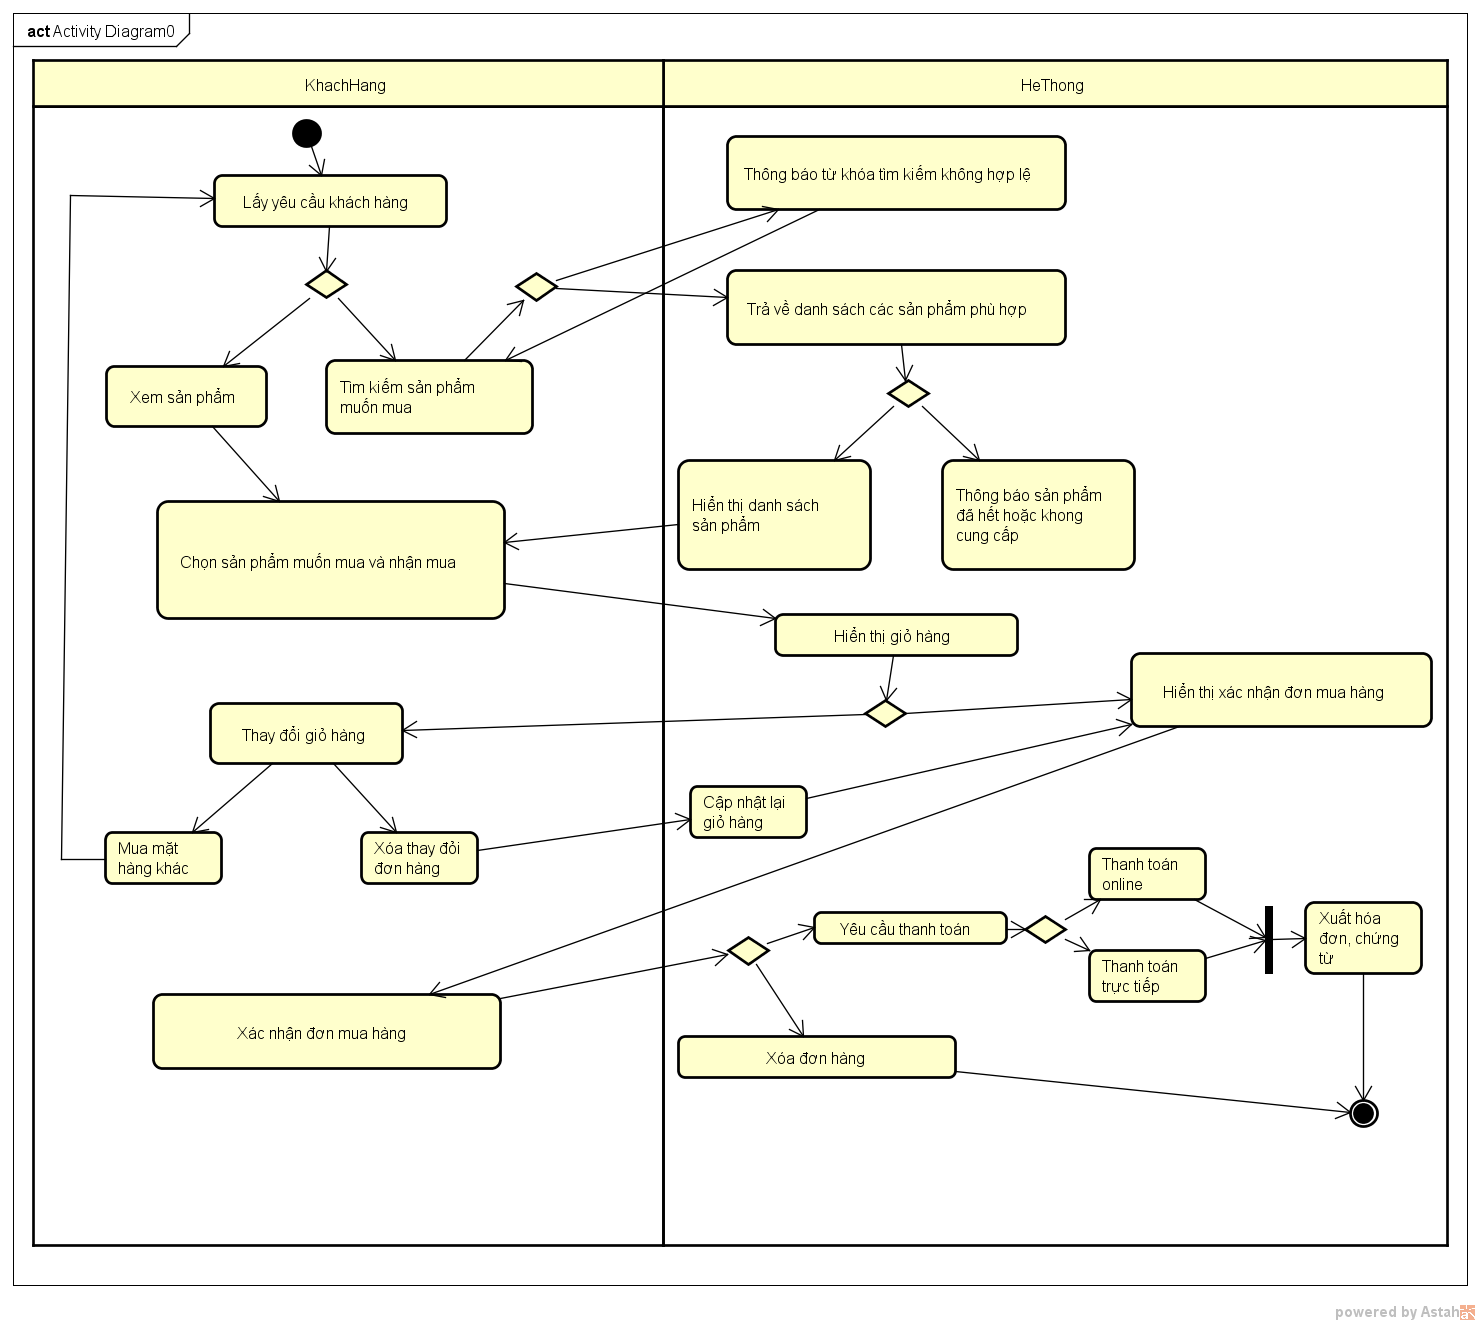 act Activity Diagram0
KhachHang
HeThong
Lấy yêu cầu khách hàng
Thông báo từ khóa tìm kiếm không hợp lệ
Trả về danh sách các sản phẩm phù hợp
Xem sản phẩm
Tìm kiếm sản phẩm
muốn mua
Hiển thị danh sách
sản phẩm
Thông báo sản phẩm
đã hết hoặc khong
cung cấp
Chọn sản phẩm muốn mua và nhận mua
Hiển thị giỏ hàng
Hiển thị xác nhận đơn mua hàng
Thay đổi giỏ hàng
Cập nhật lại
giỏ hàng
Mua mặt
hàng khác
Xóa thay đỏi
đơn hàng
Thanh toán
online
Yêu cầu thanh toán
Xuất hóa
đơn, chứng
từ
Thanh toán
trực tiếp
Xác nhận đơn mua hàng
Xóa đơn hàng
powered by Astah